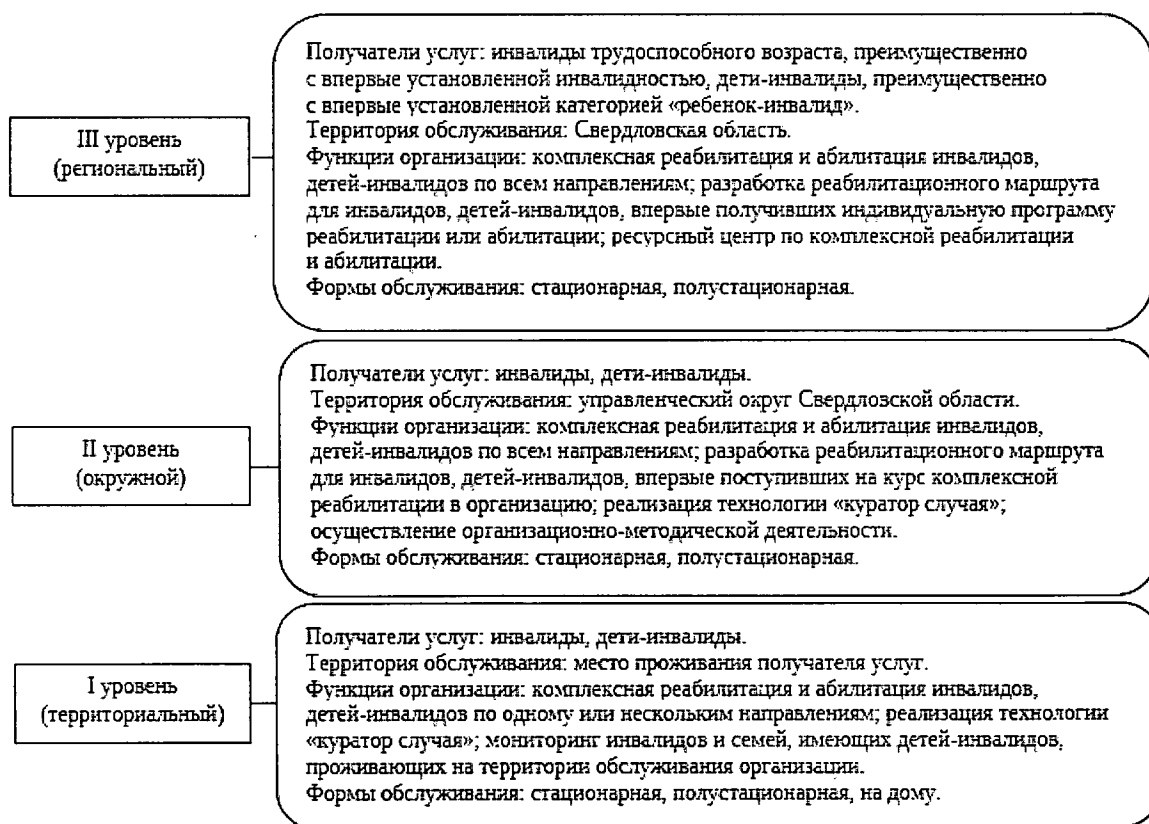 III уровень
(региональный)
Получатели услуг: инвалиды трудоспособного возраста, преимущественно
с впервые установленной инвалидностью, дети-инвалиды, преимущественно
с впервые установленной категорией «ребенок-инвалид».
Территория обслуживания: Свердловская область.
Функции организации: комплексная реабилитация и абилитация инвалидов,
детей-инвалидов по всем направлениям; разработка реабилитационного маршрута
для инвалидов, детей-инвалидов, впервые получивших индивидуальную программу
реабилитации или абилитации; ресурсный центр по комплексной реабилитации
и абилитации.
Формы обслуживания: стационарная, полустационарная.
II уровень
(окружной)
Получатели услуг: инвалиды, дети-инвалиды.
Территория обслуживания: управленческий округ Свердловской области.
Функции организации: комплексная реабилитация и абилитация инвалидов,
детей-инвалидов по всем направлениям; разработка реабилитационного маршрута
для инвалидов, детей-инвалидов, впервые поступивших на курс комплексной
реабилитации в организацию; реализация технологии «куратор случая»;
осуществление организационно-методической деятельности.
Формы обслуживания: стационарная, полустационарная.
I уровень
(территориальный)
Получатели услуг: инвалиды, дети-инвалиды.
Территория обслуживания: место проживания получателя услуг.
Функции организации: комплексная реабилитация и абилитация инвалидов,
детей-инвалидов по одному или нескольким направлениям; реализация технологии
«куратор случая»; мониторинг инвалидов и семей, имеющих детей-инвалидов,
проживающих на территории обслуживания организации.
Формы обслуживания: стационарная, полустационарная, на дому.